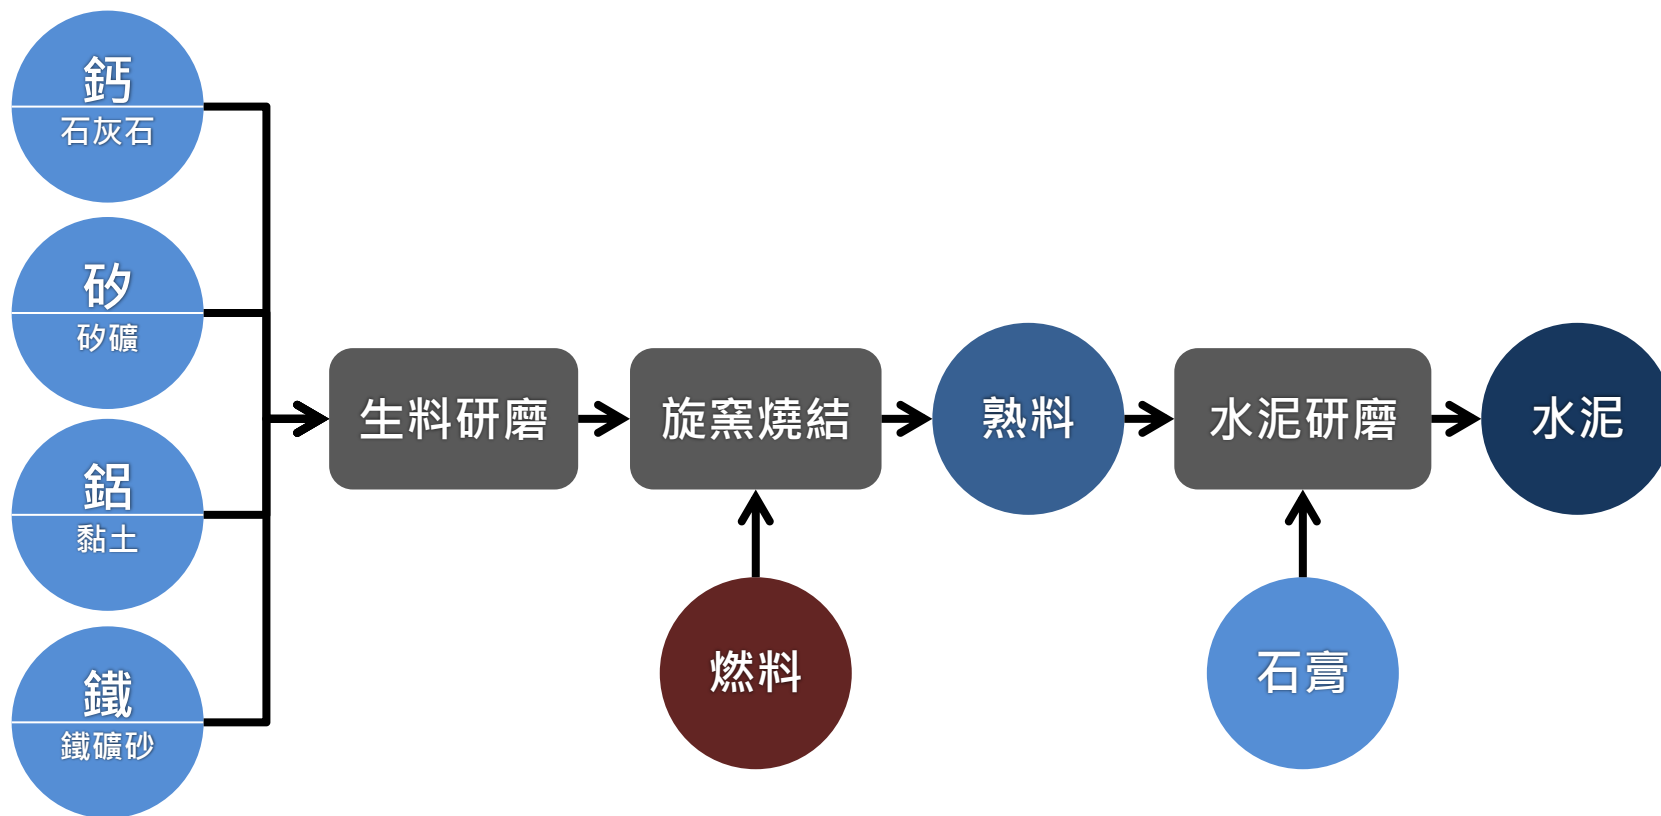 鈣
石灰石
矽
矽礦
鋁
黏土
鐵
鐵礦砂
生料研磨
旋窯燒結
熟料
水泥研磨
水泥
燃料
石膏